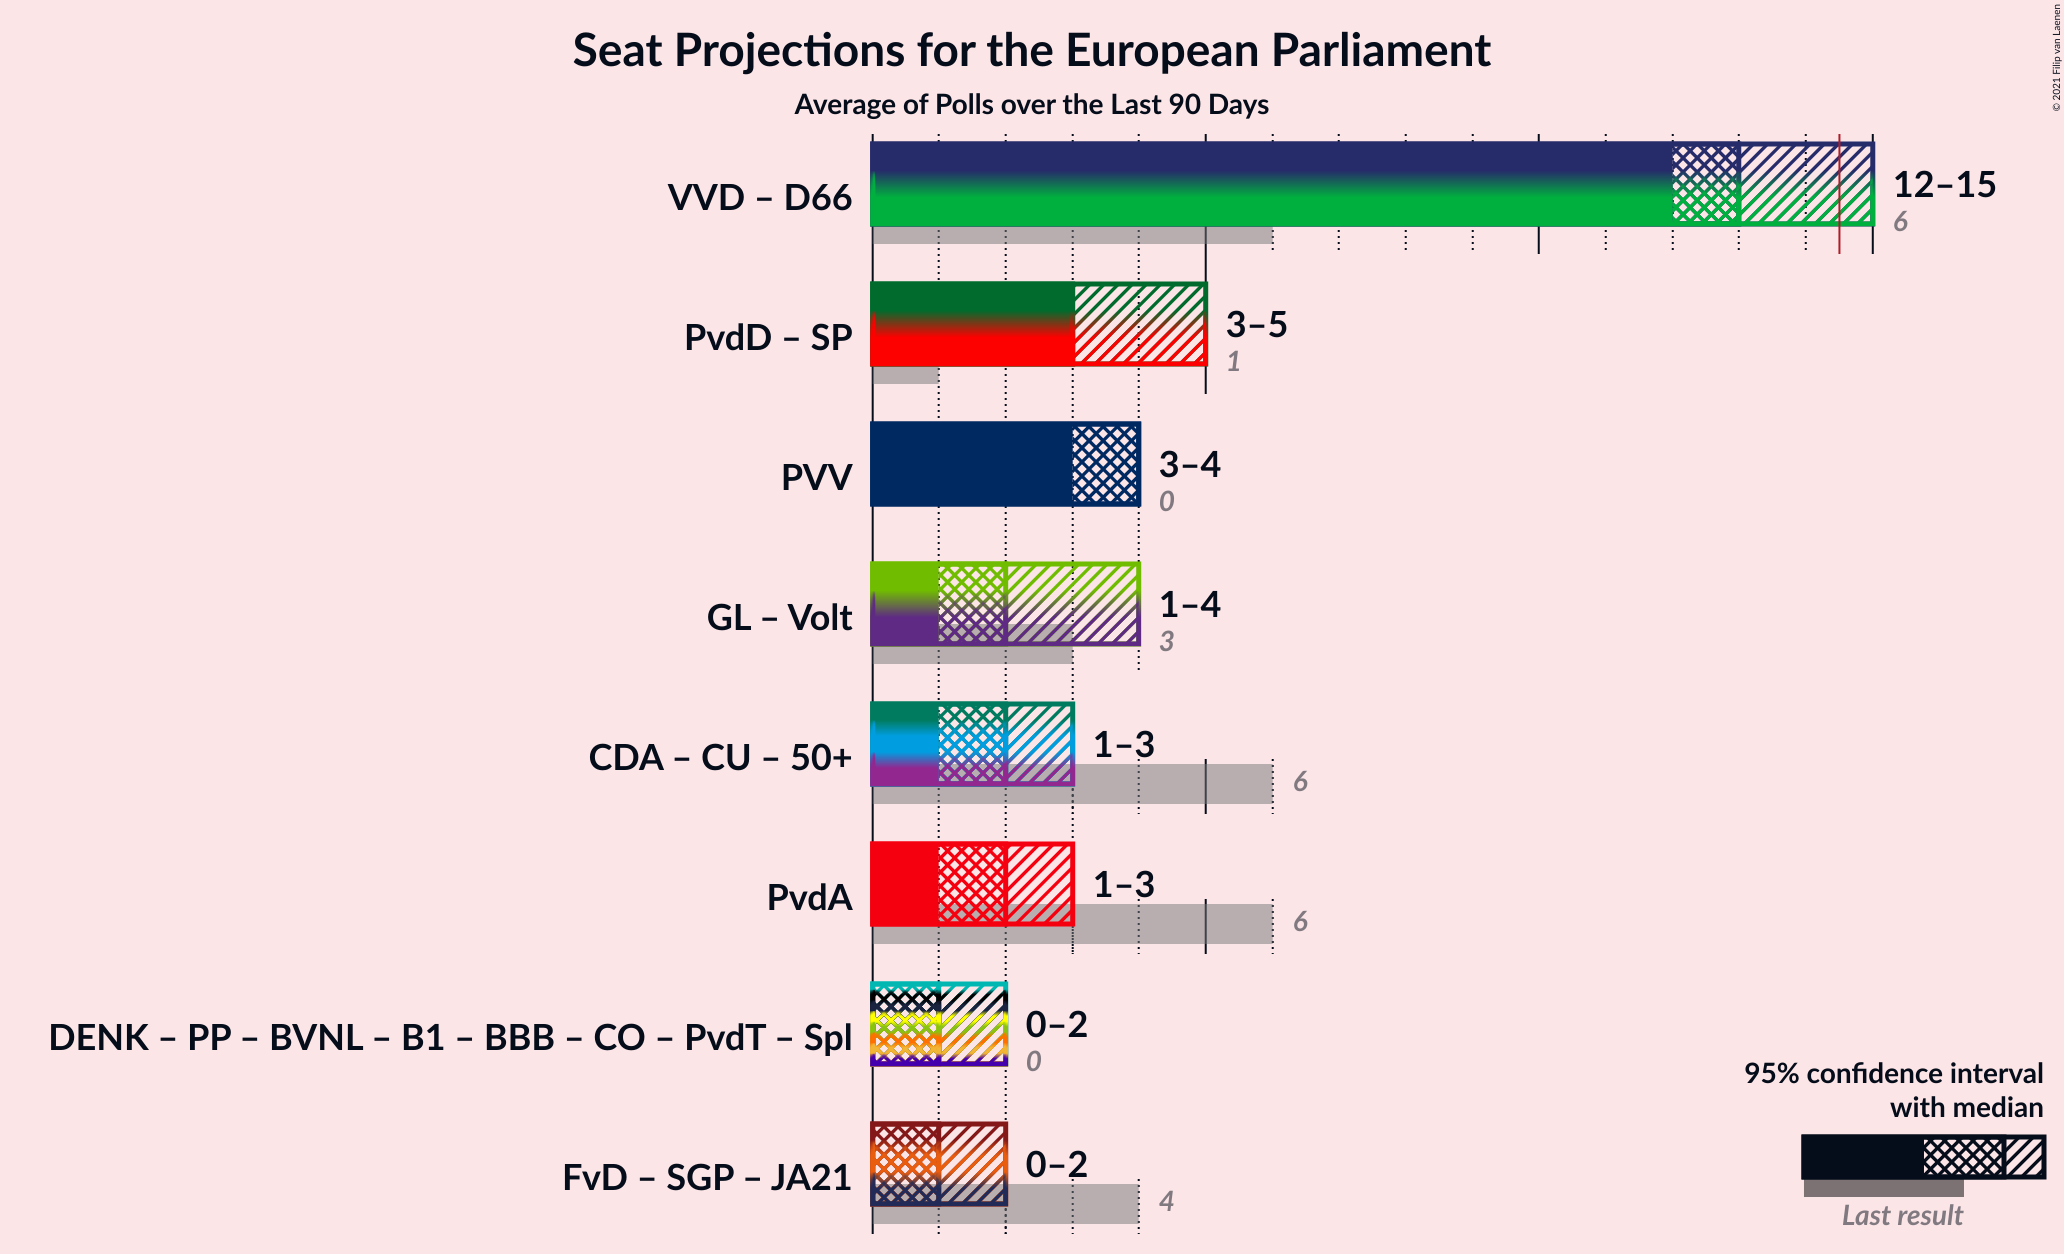 Seat Projections for the European Parliament
Average of Polls over the Last 90 Days
© 2021 Filip van Laenen
VVD – D66
12–15
6
PvdD – SP
3–5
1
PVV
3–4
0
GL – Volt
1–4
3
CDA – CU – 50+
1–3
6
PvdA
1–3
6
DENK – PP – BVNL – B1 – BBB – CO – PvdT – Spl
0–2
0
FvD – SGP – JA21
0–2
4
95% confidence interval
with median
Last result